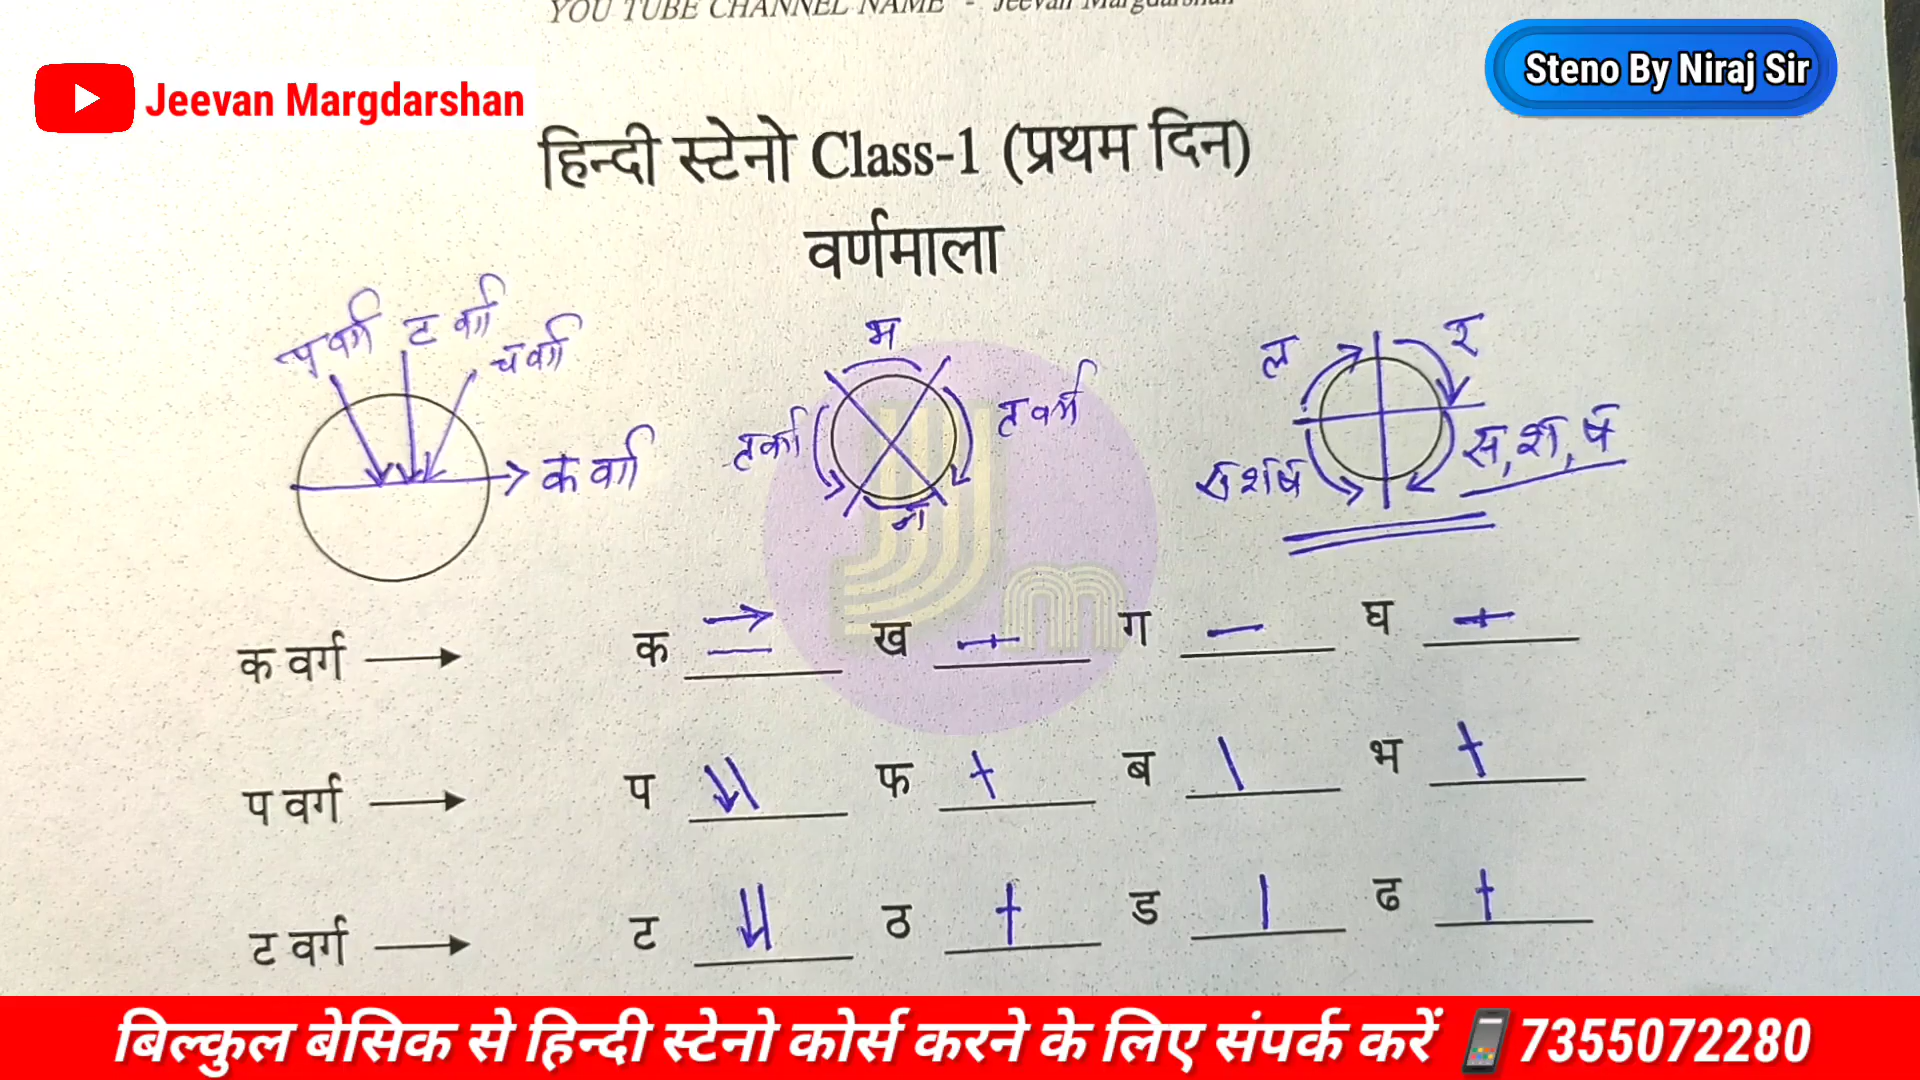 YOU TUBE CHANNEL NAME - Jeevan Margdarshan
Jeevan Margdarshan
Steno By Niraj Sir
हिन्दी स्टेनो Class-1 (प्रथम दिन)
वर्णमाला
प वर्ग ट वर्ग च वर्ग क वर्ग
म त वर्ग न
ल र स, श, ष
स श ष
क वर्ग क ख ग घ
प वर्ग प फ ब भ
ट वर्ग ट ठ ड ढ
Jm
बिल्कुल बेसिक से हिन्दी स्टेनो कोर्स करने के लिए संपर्क करें 7355072280